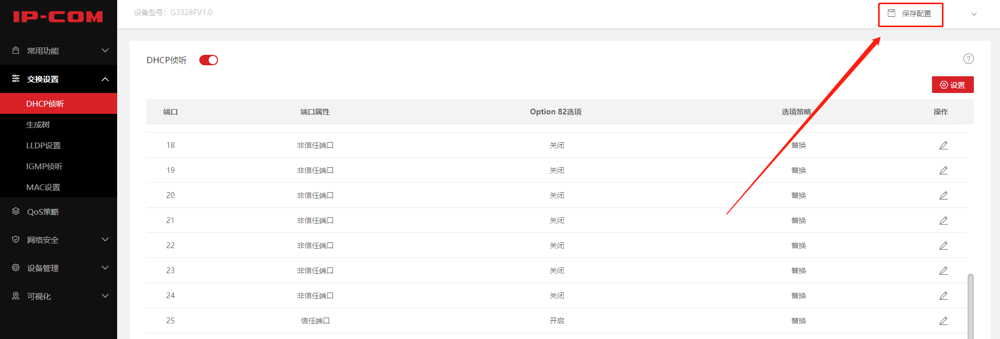 IP-COM
设备型号：G3328FV1.0
保存配置
常用功能
交换设置
DHCP侦听
生成树
LLDP设置
IGMP侦听
MAC设置
QoS策略
网络安全
设备管理
可视化
DHCP侦听
?
设置
端口 端口属性 Option 82选项 选项策略 操作
18 非信任端口 关闭 替换
19 非信任端口 关闭 替换
20 非信任端口 关闭 替换
21 非信任端口 关闭 替换
22 非信任端口 关闭 替换
23 非信任端口 关闭 替换
24 非信任端口 关闭 替换
25 信任端口 开启 替换